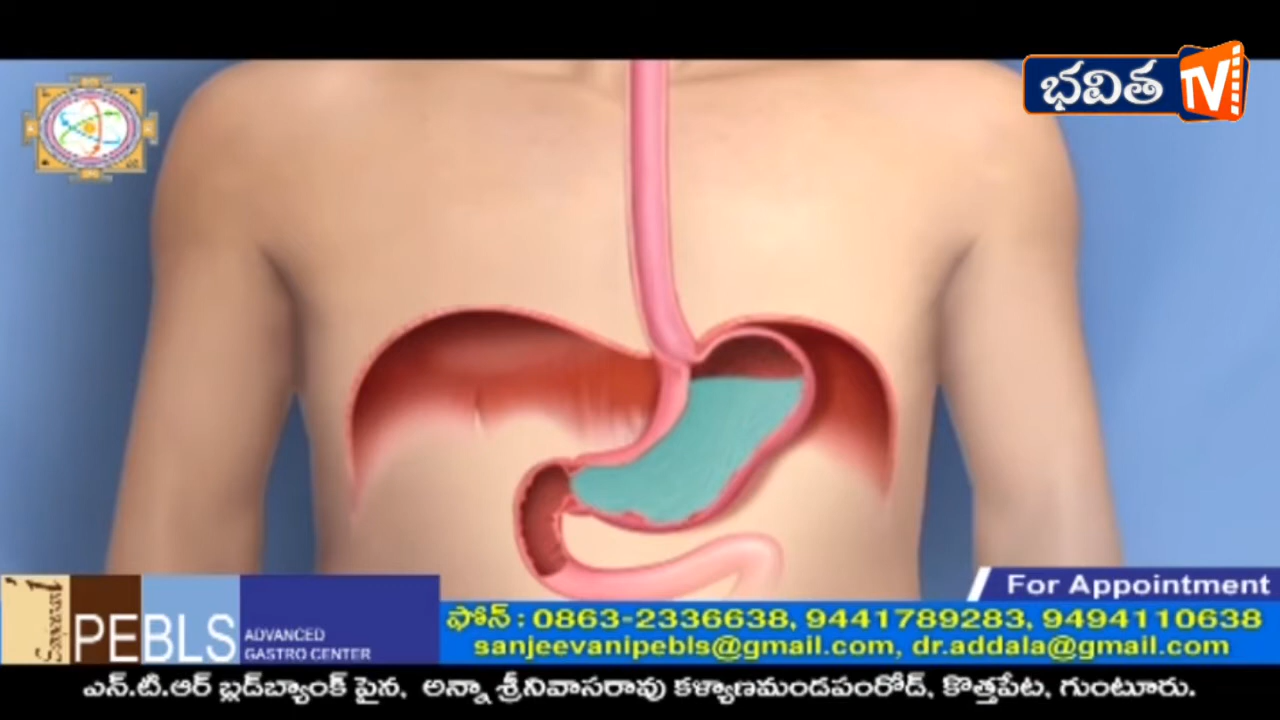 భవిత TV
For Appointment
ఫోన్ : 0863-2336638, 9441789283, 9494110638
sanjeevanipebls@gmail.com, dr.addala@gmail.com
PEBLS
ADVANCED
GASTRO CENTER
ఎన్.టి.ఆర్ బ్లడ్‌బ్యాంక్ పైన, అన్నా శ్రీనివాసరావు కళ్యాణమండపంరోడ్, కొత్తపేట, గుంటూరు.